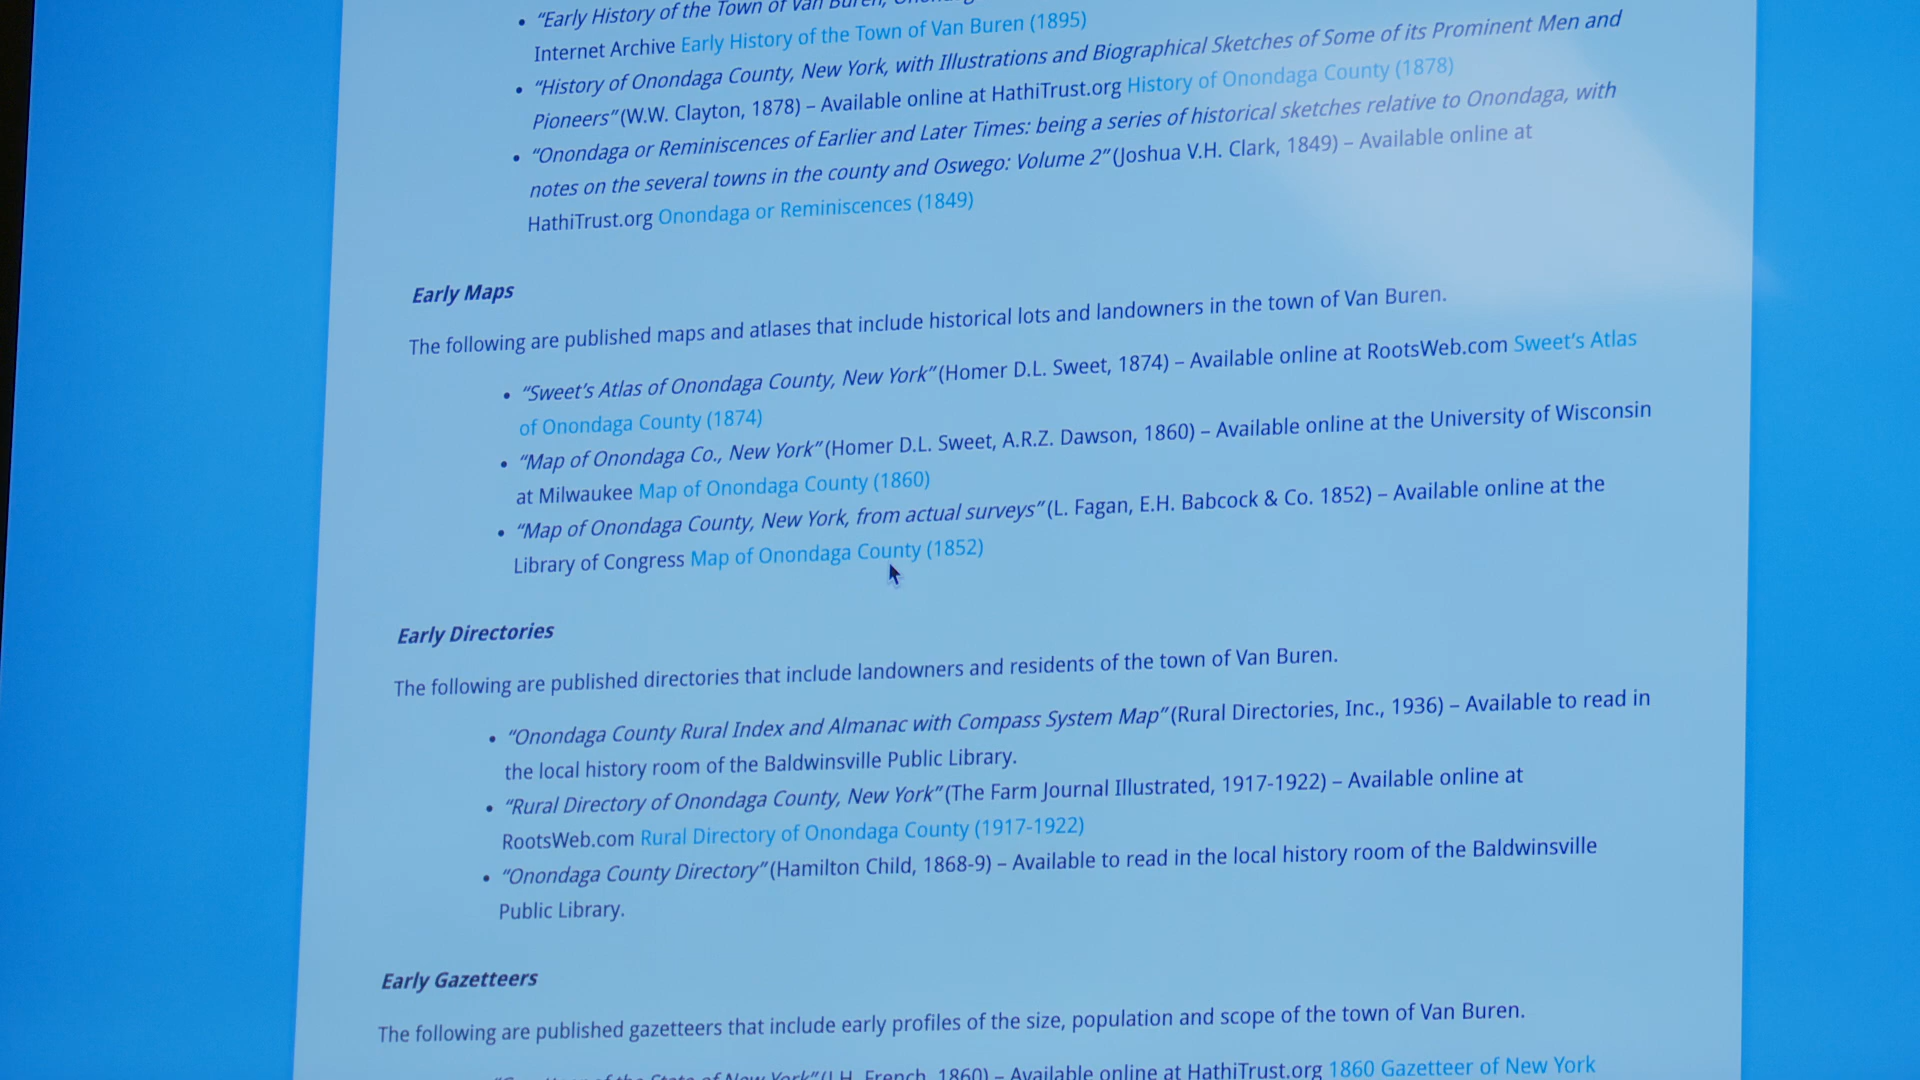 • “Early History of the Town of Van Buren,
Internet Archive Early History of the Town of Van Buren (1895)
• “History of Onondaga County, New York, with Illustrations and Biographical Sketches of Some of its Prominent Men and
Pioneers” (W.W. Clayton, 1878) – Available online at HathiTrust.org History of Onondaga County (1878)
• “Onondaga or Reminiscences of Earlier and Later Times: being a series of historical sketches relative to Onondaga, with
notes on the several towns in the county and Oswego: Volume 2” (Joshua V.H. Clark, 1849) – Available online at
HathiTrust.org Onondaga or Reminiscences (1849)
Early Maps
The following are published maps and atlases that include historical lots and landowners in the town of Van Buren.
• “Sweet’s Atlas of Onondaga County, New York” (Homer D.L. Sweet, 1874) – Available online at RootsWeb.com Sweet’s Atlas
of Onondaga County (1874)
• “Map of Onondaga Co., New York” (Homer D.L. Sweet, A.R.Z. Dawson, 1860) – Available online at the University of Wisconsin
at Milwaukee Map of Onondaga County (1860)
• “Map of Onondaga County, New York, from actual surveys” (L. Fagan, E.H. Babcock & Co. 1852) – Available online at the
Library of Congress Map of Onondaga County (1852)
Early Directories
The following are published directories that include landowners and residents of the town of Van Buren.
• “Onondaga County Rural Index and Almanac with Compass System Map” (Rural Directories, Inc., 1936) – Available to read in
the local history room of the Baldwinsville Public Library.
• “Rural Directory of Onondaga County, New York” (The Farm Journal Illustrated, 1917-1922) – Available online at
RootsWeb.com Rural Directory of Onondaga County (1917-1922)
• “Onondaga County Directory” (Hamilton Child, 1868-9) – Available to read in the local history room of the Baldwinsville
Public Library.
Early Gazetteers
The following are published gazetteers that include early profiles of the size, population and scope of the town of Van Buren.
of the State of New York” (J.H. French, 1860) – Available online at HathiTrust.org 1860 Gazetteer of New York